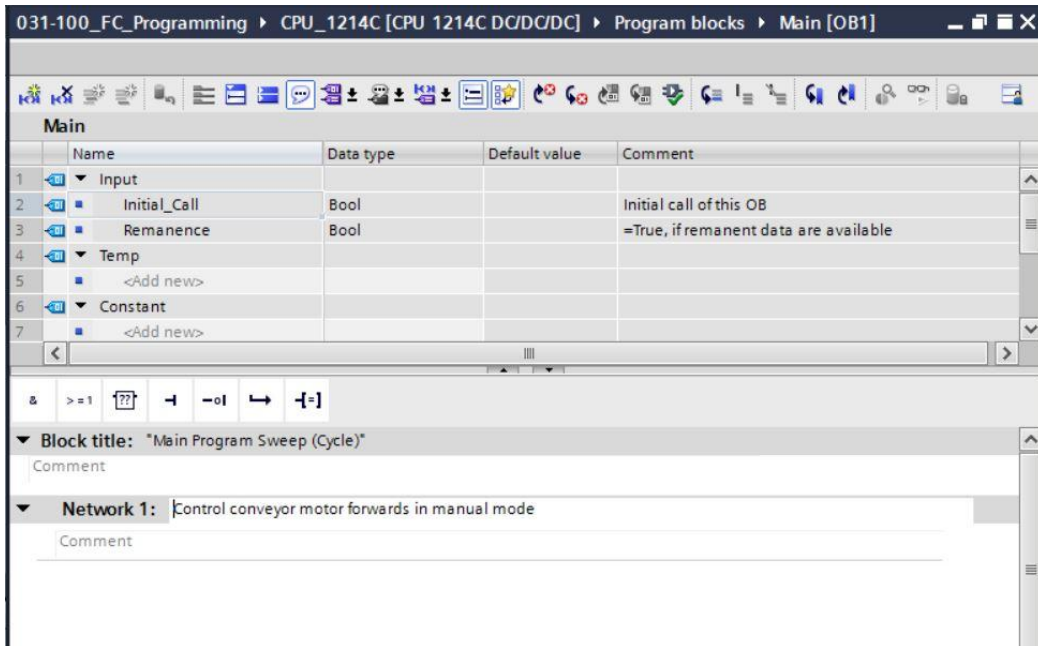 031-100_FC_Programming ▸ CPU_1214C [CPU 1214C DC/DC/DC] ▸ Program blocks ▸ Main [OB1]
Main
Name Data type Default value Comment
1 Input
2 Initial_Call Bool Initial call of this OB
3 Remanence Bool =True, if remanent data are available
4 Temp
5 <Add new>
6 Constant
7 <Add new>
& >=1 ??
Block title: "Main Program Sweep (Cycle)"
Comment
Network 1: Control conveyor motor forwards in manual mode
Comment